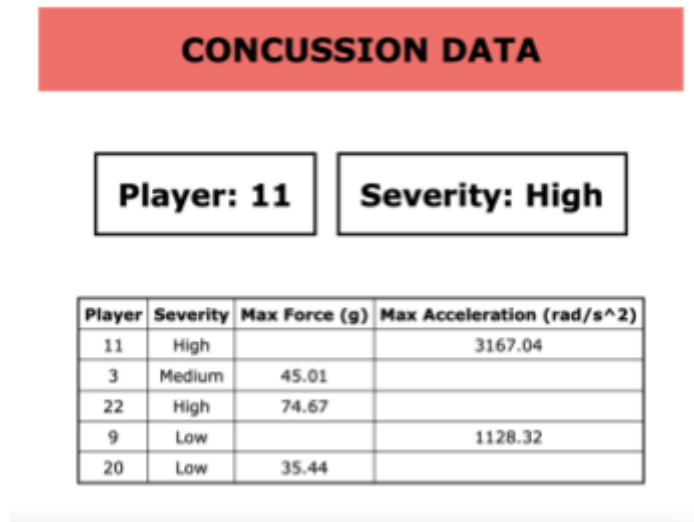 CONCUSSION DATA
Player: 11 Severity: High
Player Severity Max Force (g) Max Acceleration (rad/s^2)
11 High 3167.04
3 Medium 45.01
22 High 74.67
9 Low 1128.32
20 Low 35.44